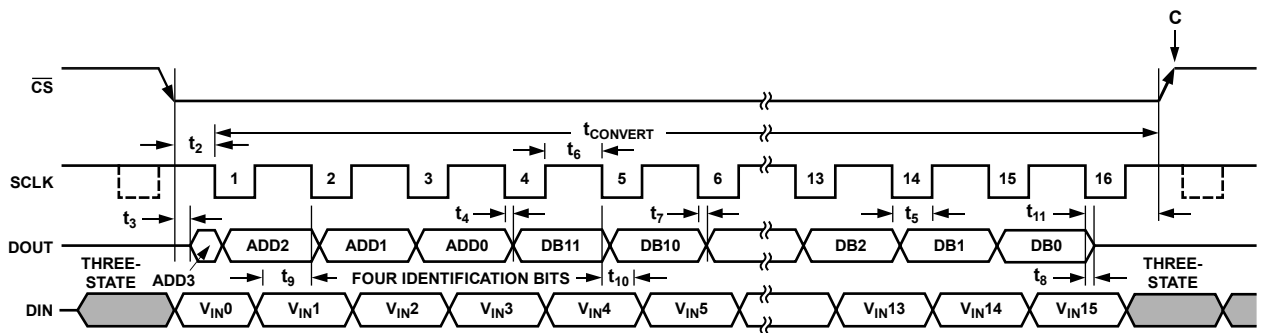 C
CS
tCONVERT
t2
t6
SCLK
1 2 3 4 5 6 13 14 15 16
t3 t4 t7 t5 t11
DOUT
ADD2 ADD1 ADD0 DB11 DB10 DB2 DB1 DB0
THREE-
STATE
ADD3
t9 FOUR IDENTIFICATION BITS t10 t8
THREE-
STATE
DIN
VIN0 VIN1 VIN2 VIN3 VIN4 VIN5 VIN13 VIN14 VIN15